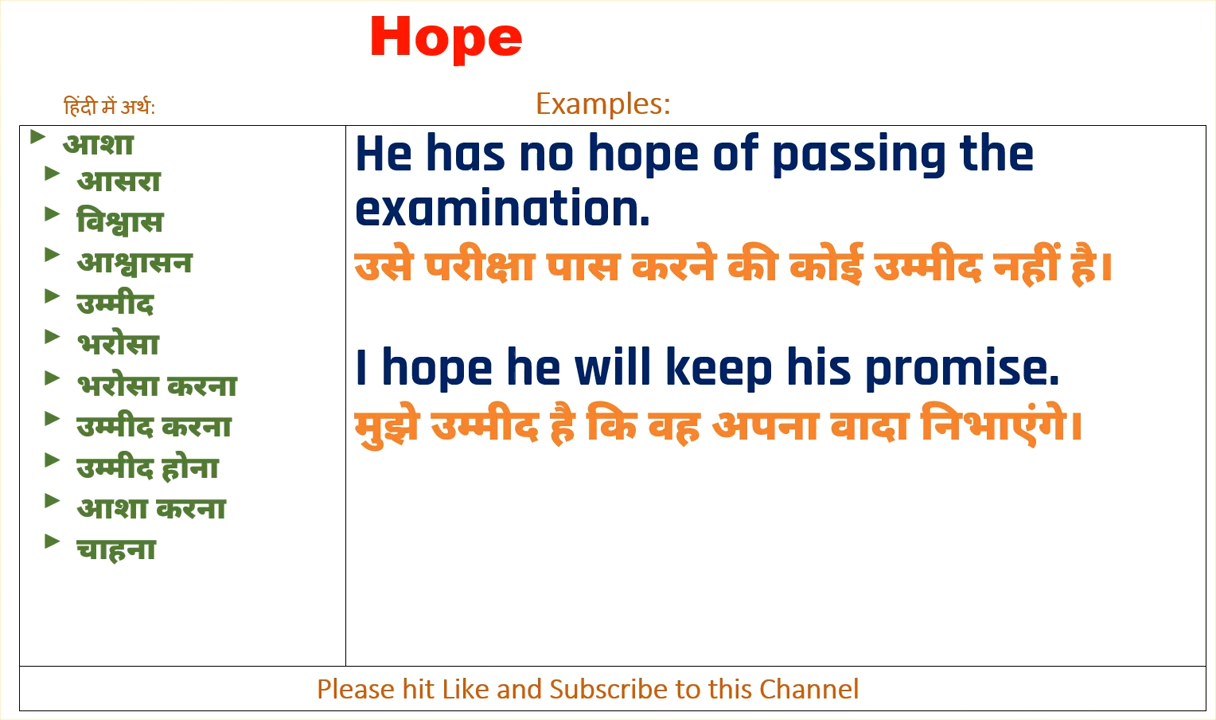 Hope
हिंदी में अर्थ:
Examples:
आशा
आसरा
विश्वास
आश्वासन
उम्मीद
भरोसा
भरोसा करना
उम्मीद करना
उम्मीद होना
आशा करना
चाहना
He has no hope of passing the
examination.
उसे परीक्षा पास करने की कोई उम्मीद नहीं है।
I hope he will keep his promise.
मुझे उम्मीद है कि वह अपना वादा निभाएंगे।
Please hit Like and Subscribe to this Channel